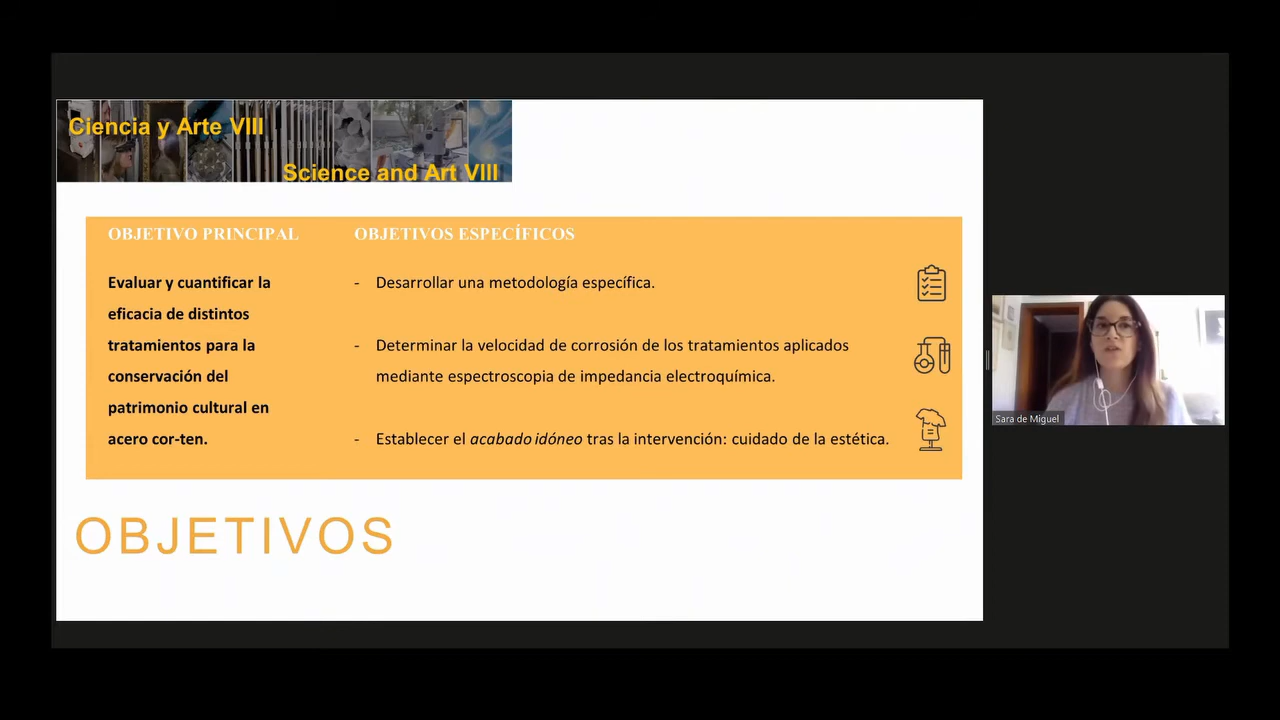 Ciencia y Arte VIII
Science and Art VIII
OBJETIVO PRINCIPAL
Evaluar y cuantificar la
eficacia de distintos
tratamientos para la
conservación del
patrimonio cultural en
acero cor-ten.
OBJETIVOS ESPECÍFICOS
- Desarrollar una metodología específica.
- Determinar la velocidad de corrosión de los tratamientos aplicados
mediante espectroscopia de impedancia electroquímica.
- Establecer el acabado idóneo tras la intervención: cuidado de la estética.
OBJETIVOS
Sara de Miguel